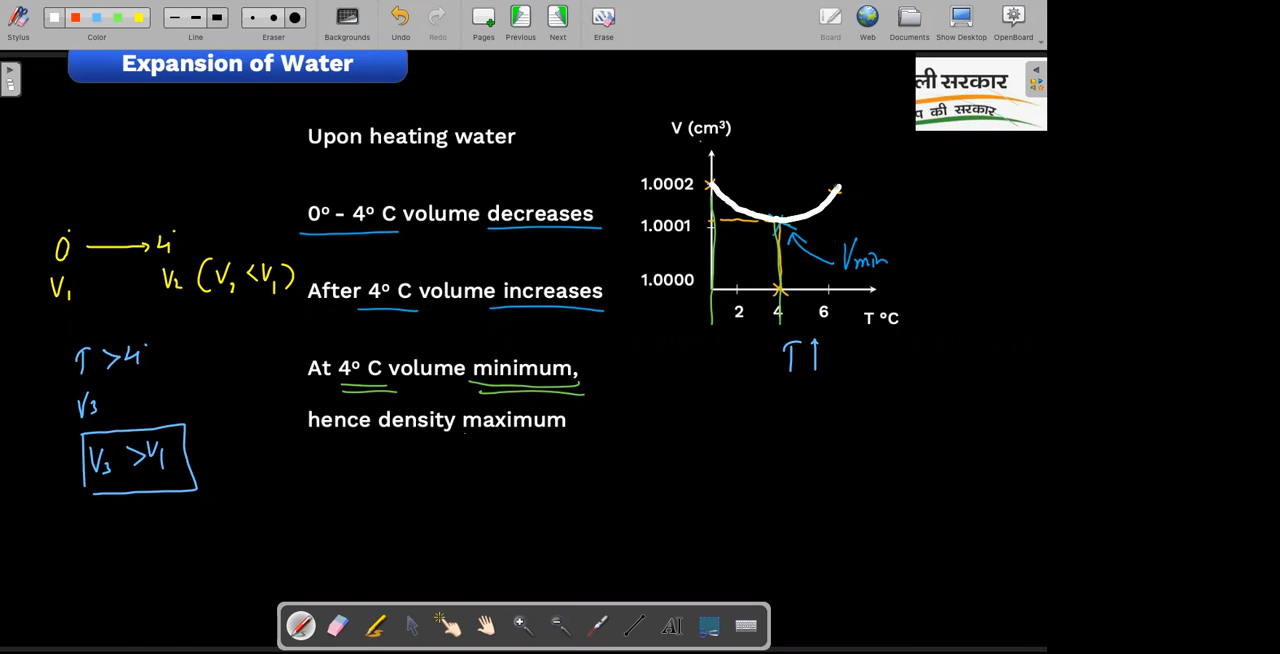 Stylus
Color
Line
Eraser
Backgrounds
Undo
Redo
Pages
Previous
Next
Erase
Board
Web
Documents
Show Desktop
OpenBoard
Expansion of Water
ली सरकार
की सरकार
Upon heating water
0° - 4° C volume decreases
After 4° C volume increases
At 4° C volume minimum,
hence density maximum
0° → 4°
V₁ V₂ (V₂ < V₁)
T > 4°
V₃
V₃ > V₁
V (cm³)
1.0002
1.0001
1.0000
2 4 6 T °C
Vmin
T ↑
AI